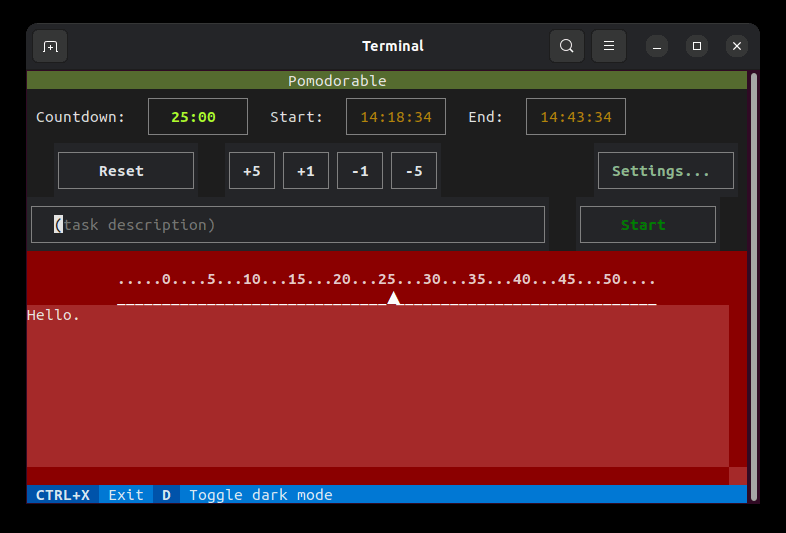 Terminal
Pomodorable
Countdown: 25:00 Start: 14:18:34 End: 14:43:34
Reset +5 +1 -1 -5 Settings...
(task description) Start
.....0....5...10...15...20...25...30...35...40...45...50....
Hello.
CTRL+X Exit D Toggle dark mode